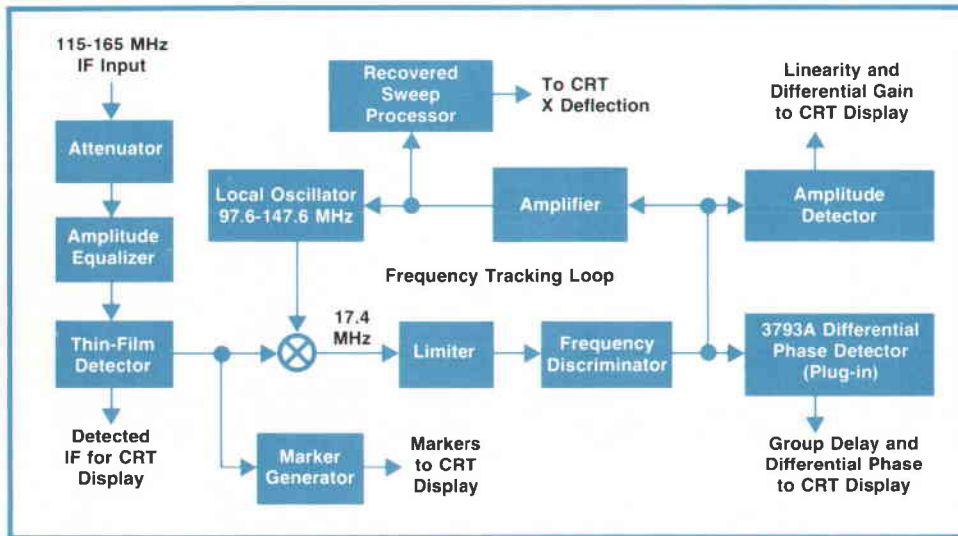 115-165 MHz
IF Input
Attenuator
Amplitude
Equalizer
Thin-Film
Detector
Detected
IF for CRT
Display
Recovered
Sweep
Processor
To CRT
X Deflection
Local Oscillator
97.6-147.6 MHz
Amplifier
Frequency Tracking Loop
17.4
MHz
Limiter
Frequency
Discriminator
Marker
Generator
Markers
to CRT
Display
Linearity and
Differential Gain
to CRT Display
Amplitude
Detector
3793A Differential
Phase Detector
(Plug-in)
Group Delay and
Differential Phase
to CRT Display